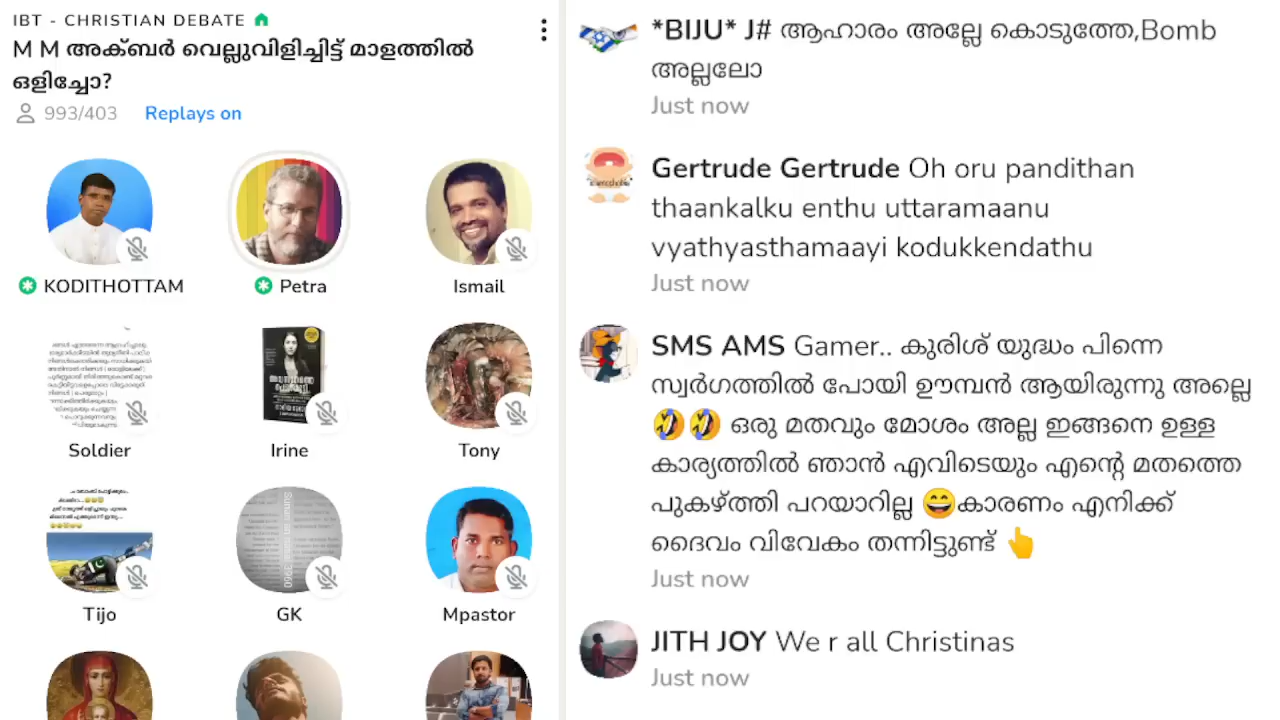 IBT - CHRISTIAN DEBATE
M M അക്ബർ വെല്ലുവിളിച്ചിട്ട് മാളത്തിൽ
ഒളിച്ചോ?
993/403 Replays on
KODITHOTTAM
Petra
Ismail
Soldier
Irine
Tony
Tijo
GK
Mpastor
*BIJU* J# ആഹാരം അല്ലേ കൊടുത്തേ,Bomb
അല്ലലോ
Just now
Gertrude Gertrude Oh oru pandithan
thaankalku enthu uttaramaanu
vyathyasthamaayi kodukkendathu
Just now
SMS AMS Gamer.. കുരിശ് യുദ്ധം പിന്നെ
സ്വർഗത്തിൽ പോയി ഊമ്പൻ ആയിരുന്നു അല്ലെ
🤣🤣 ഒരു മതവും മോശം അല്ല ഇങ്ങനെ ഉള്ള
കാര്യത്തിൽ ഞാൻ എവിടെയും എന്റെ മതത്തെ
പുകഴ്ത്തി പറയാറില്ല 😄കാരണം എനിക്ക്
ദൈവം വിവേകം തന്നിട്ടുണ്ട് 👆
Just now
JITH JOY We r all Christinas
Just now